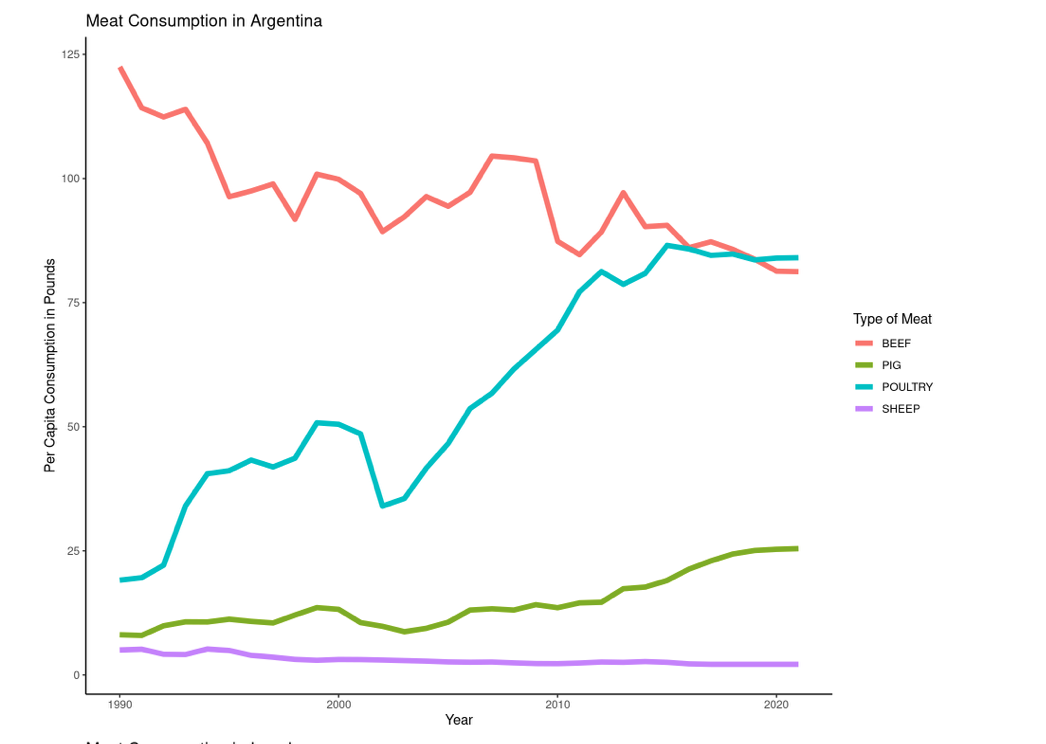 Meat Consumption in Argentina
125
100
75
50
25
0
Per Capita Consumption in Pounds
1990
2000
2010
2020
Year
Type of Meat
BEEF
PIG
POULTRY
SHEEP